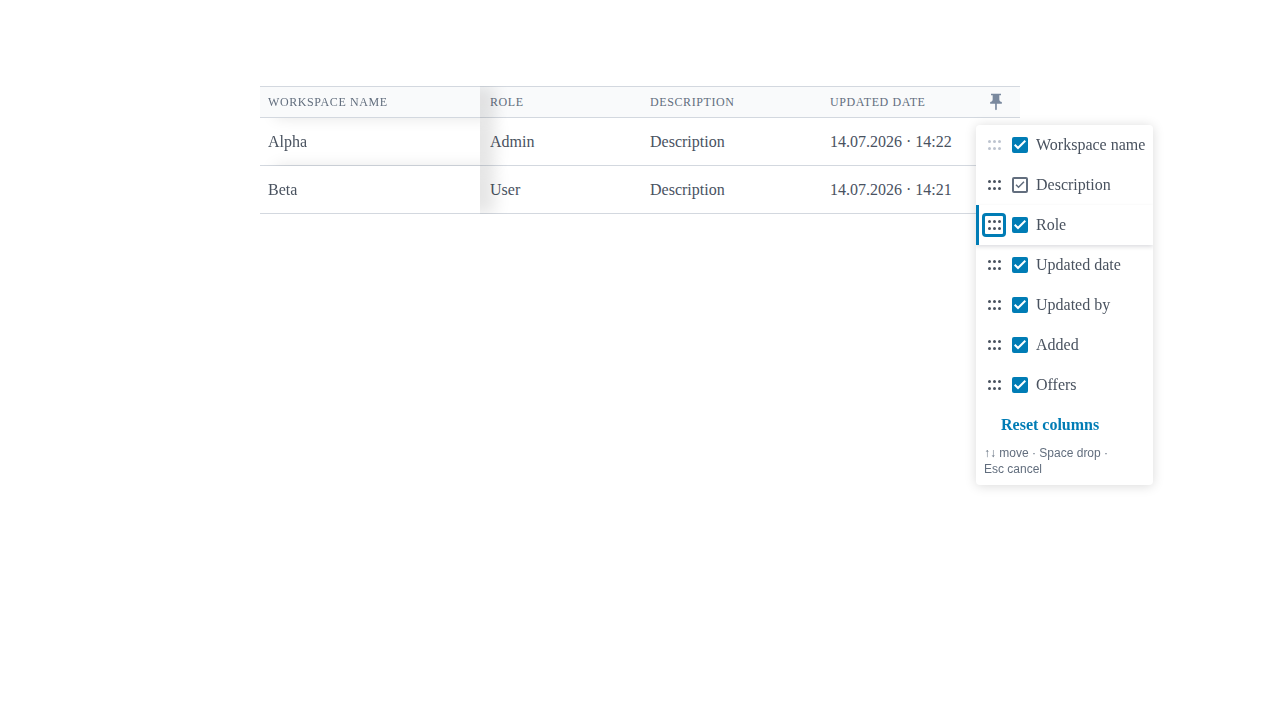 WORKSPACE NAME ROLE DESCRIPTION UPDATED DATE
Alpha Admin Description 14.07.2026 · 14:22
Beta User Description 14.07.2026 · 14:21
Workspace name
Description
Role
Updated date
Updated by
Added
Offers
Reset columns
↑↓ move · Space drop ·
Esc cancel